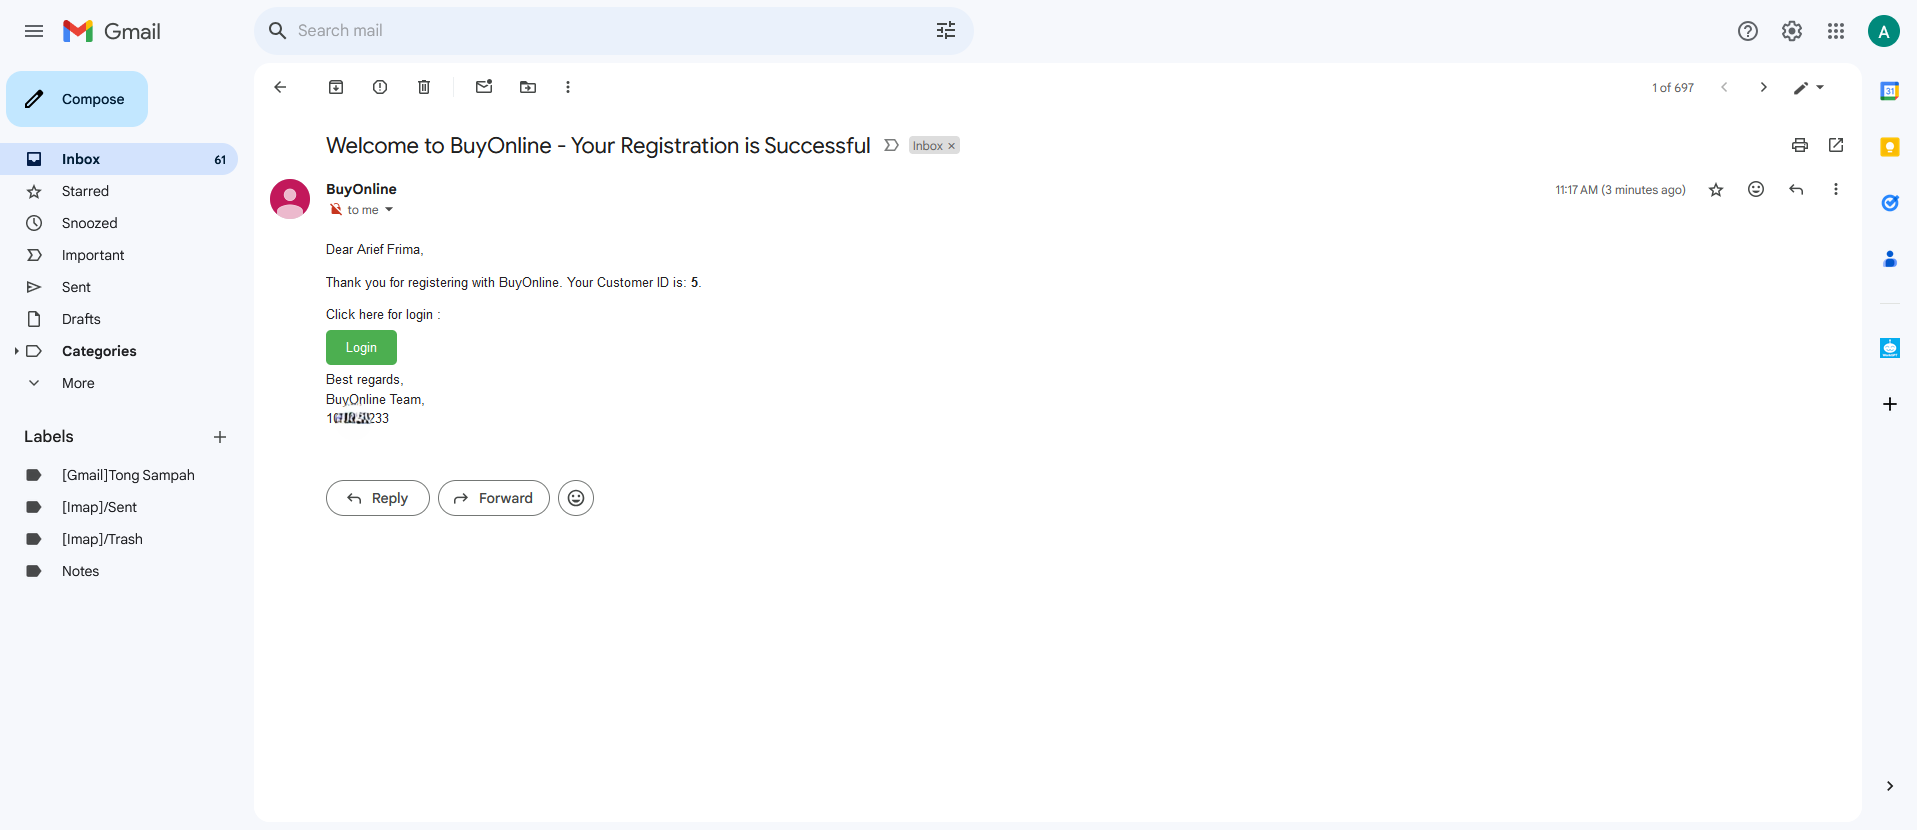 Gmail
Search mail
A
Compose
1 of 697
31
Inbox 61
Starred
Snoozed
Important
Sent
Drafts
Categories
More
Labels
[Gmail]Tong Sampah
[Imap]/Sent
[Imap]/Trash
Notes
Welcome to BuyOnline - Your Registration is Successful
Inbox ×
BuyOnline
11:17 AM (3 minutes ago)
to me
Dear Arief Frima,
Thank you for registering with BuyOnline. Your Customer ID is: 5.
Click here for login :
Login
Best regards,
BuyOnline Team,
Reply
Forward